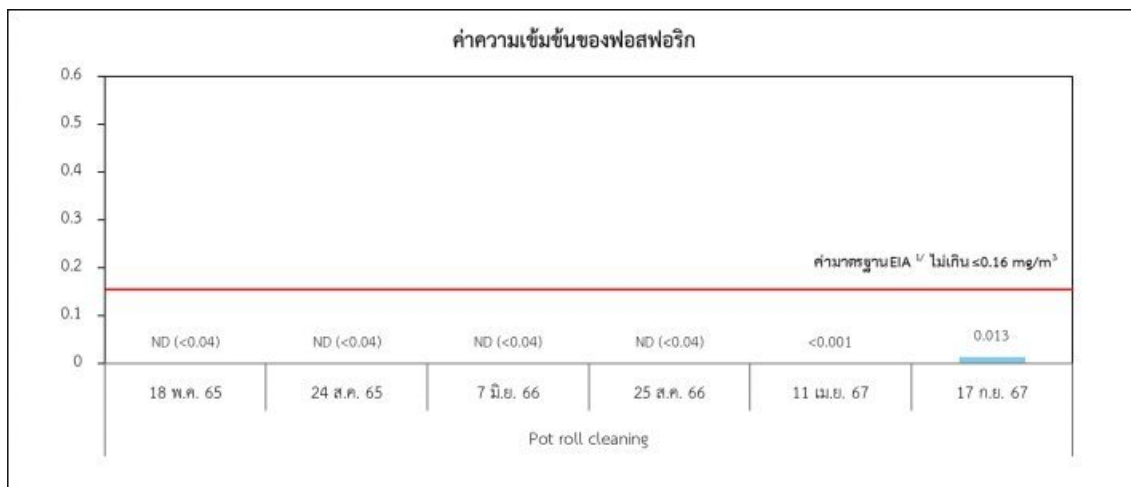 ค่าความเข้มข้นของฟอสฟอริก
0.6
0.5
0.4
0.3
0.2
ค่ามาตรฐานEIA ¹/ ไม่เกิน ≤0.16 mg/m³
0.1
ND (<0.04) ND (<0.04) ND (<0.04) ND (<0.04) <0.001 0.013
0
18 พ.ค. 65 24 ส.ค. 65 7 มิ.ย. 66 25 ส.ค. 66 11 เม.ย. 67 17 ก.ย. 67
Pot roll cleaning